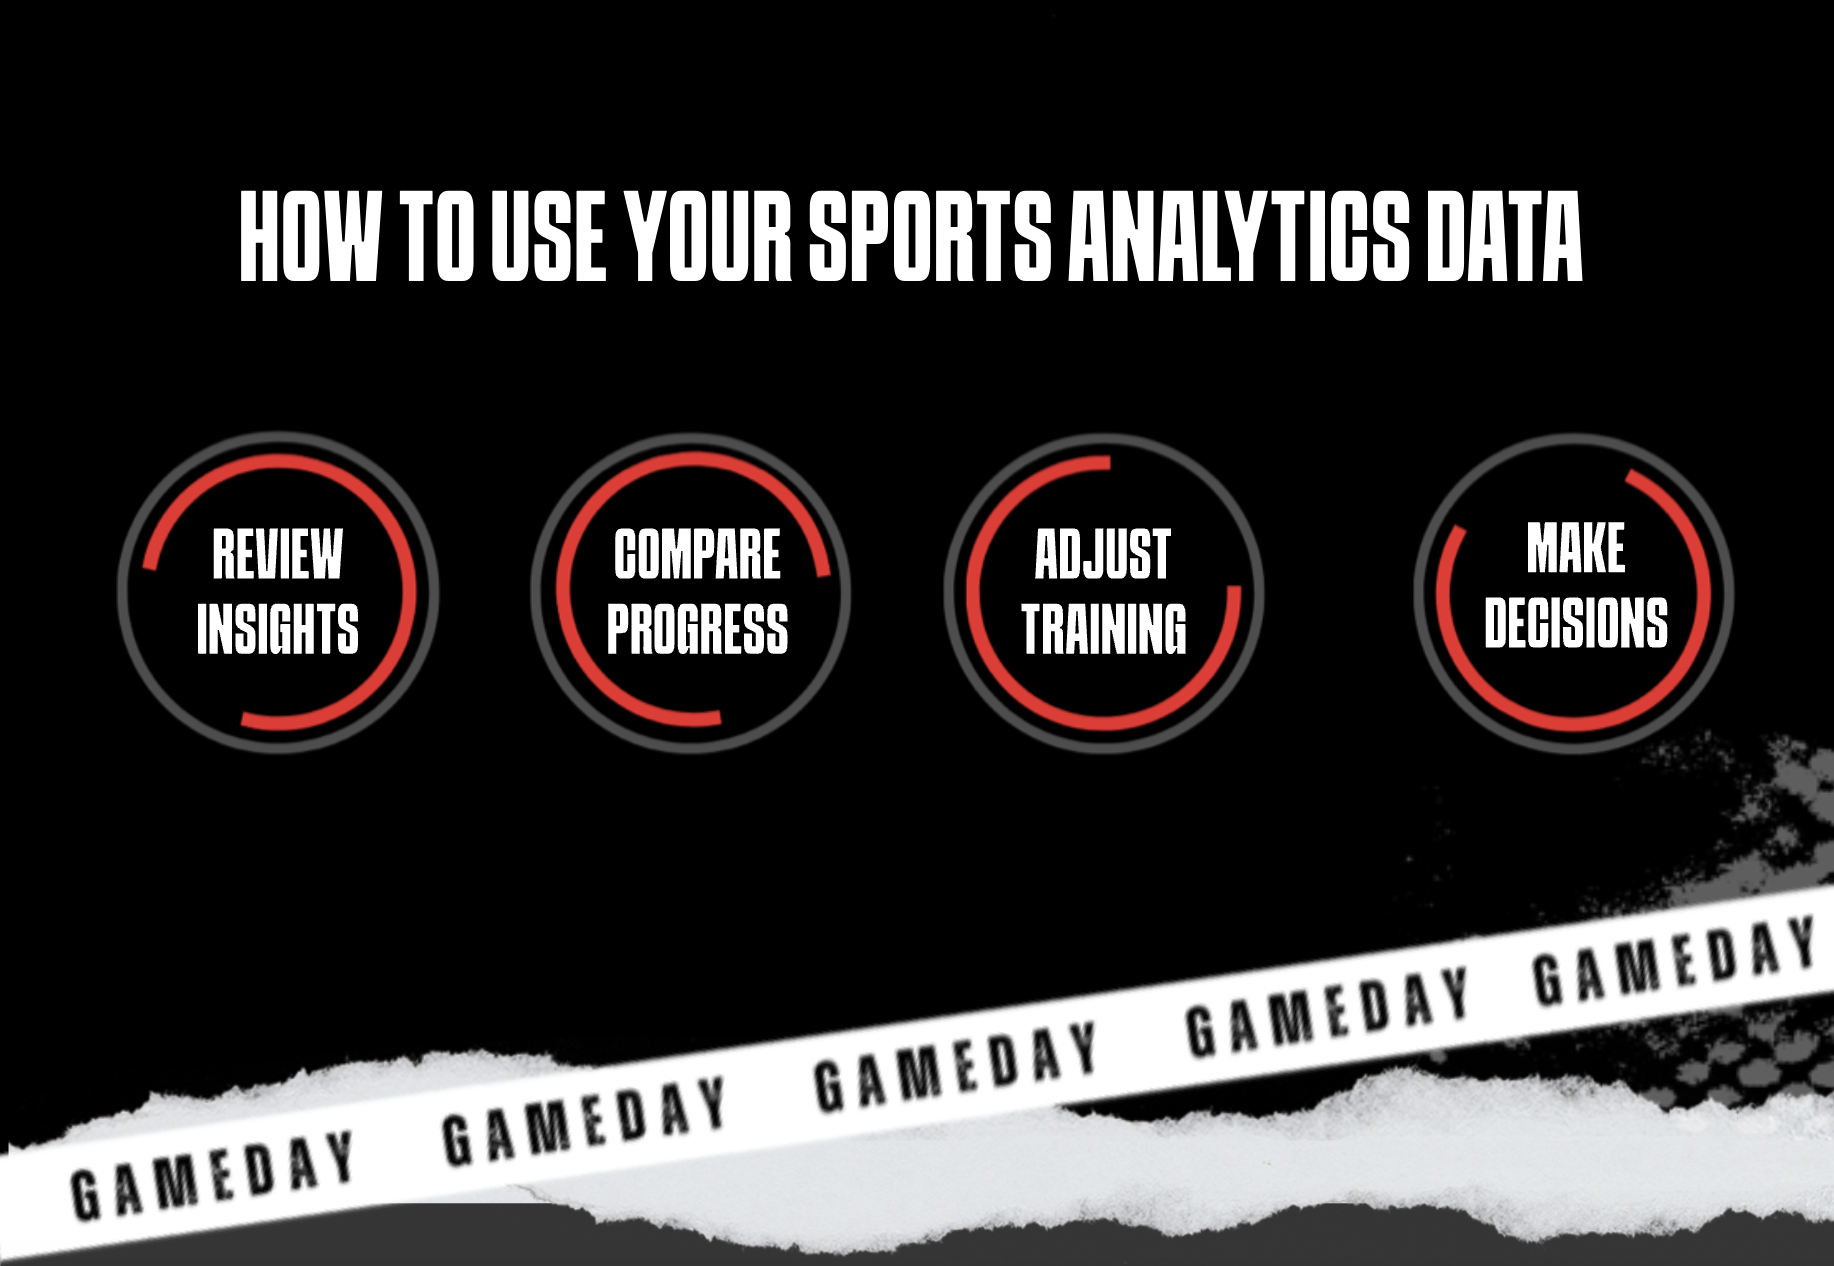 HOW TO USE YOUR SPORTS ANALYTICS DATA
REVIEW
INSIGHTS
COMPARE
PROGRESS
ADJUST
TRAINING
MAKE
DECISIONS
GAMEDAY GAMEDAY GAMEDAY GAMEDAY GAMEDAY